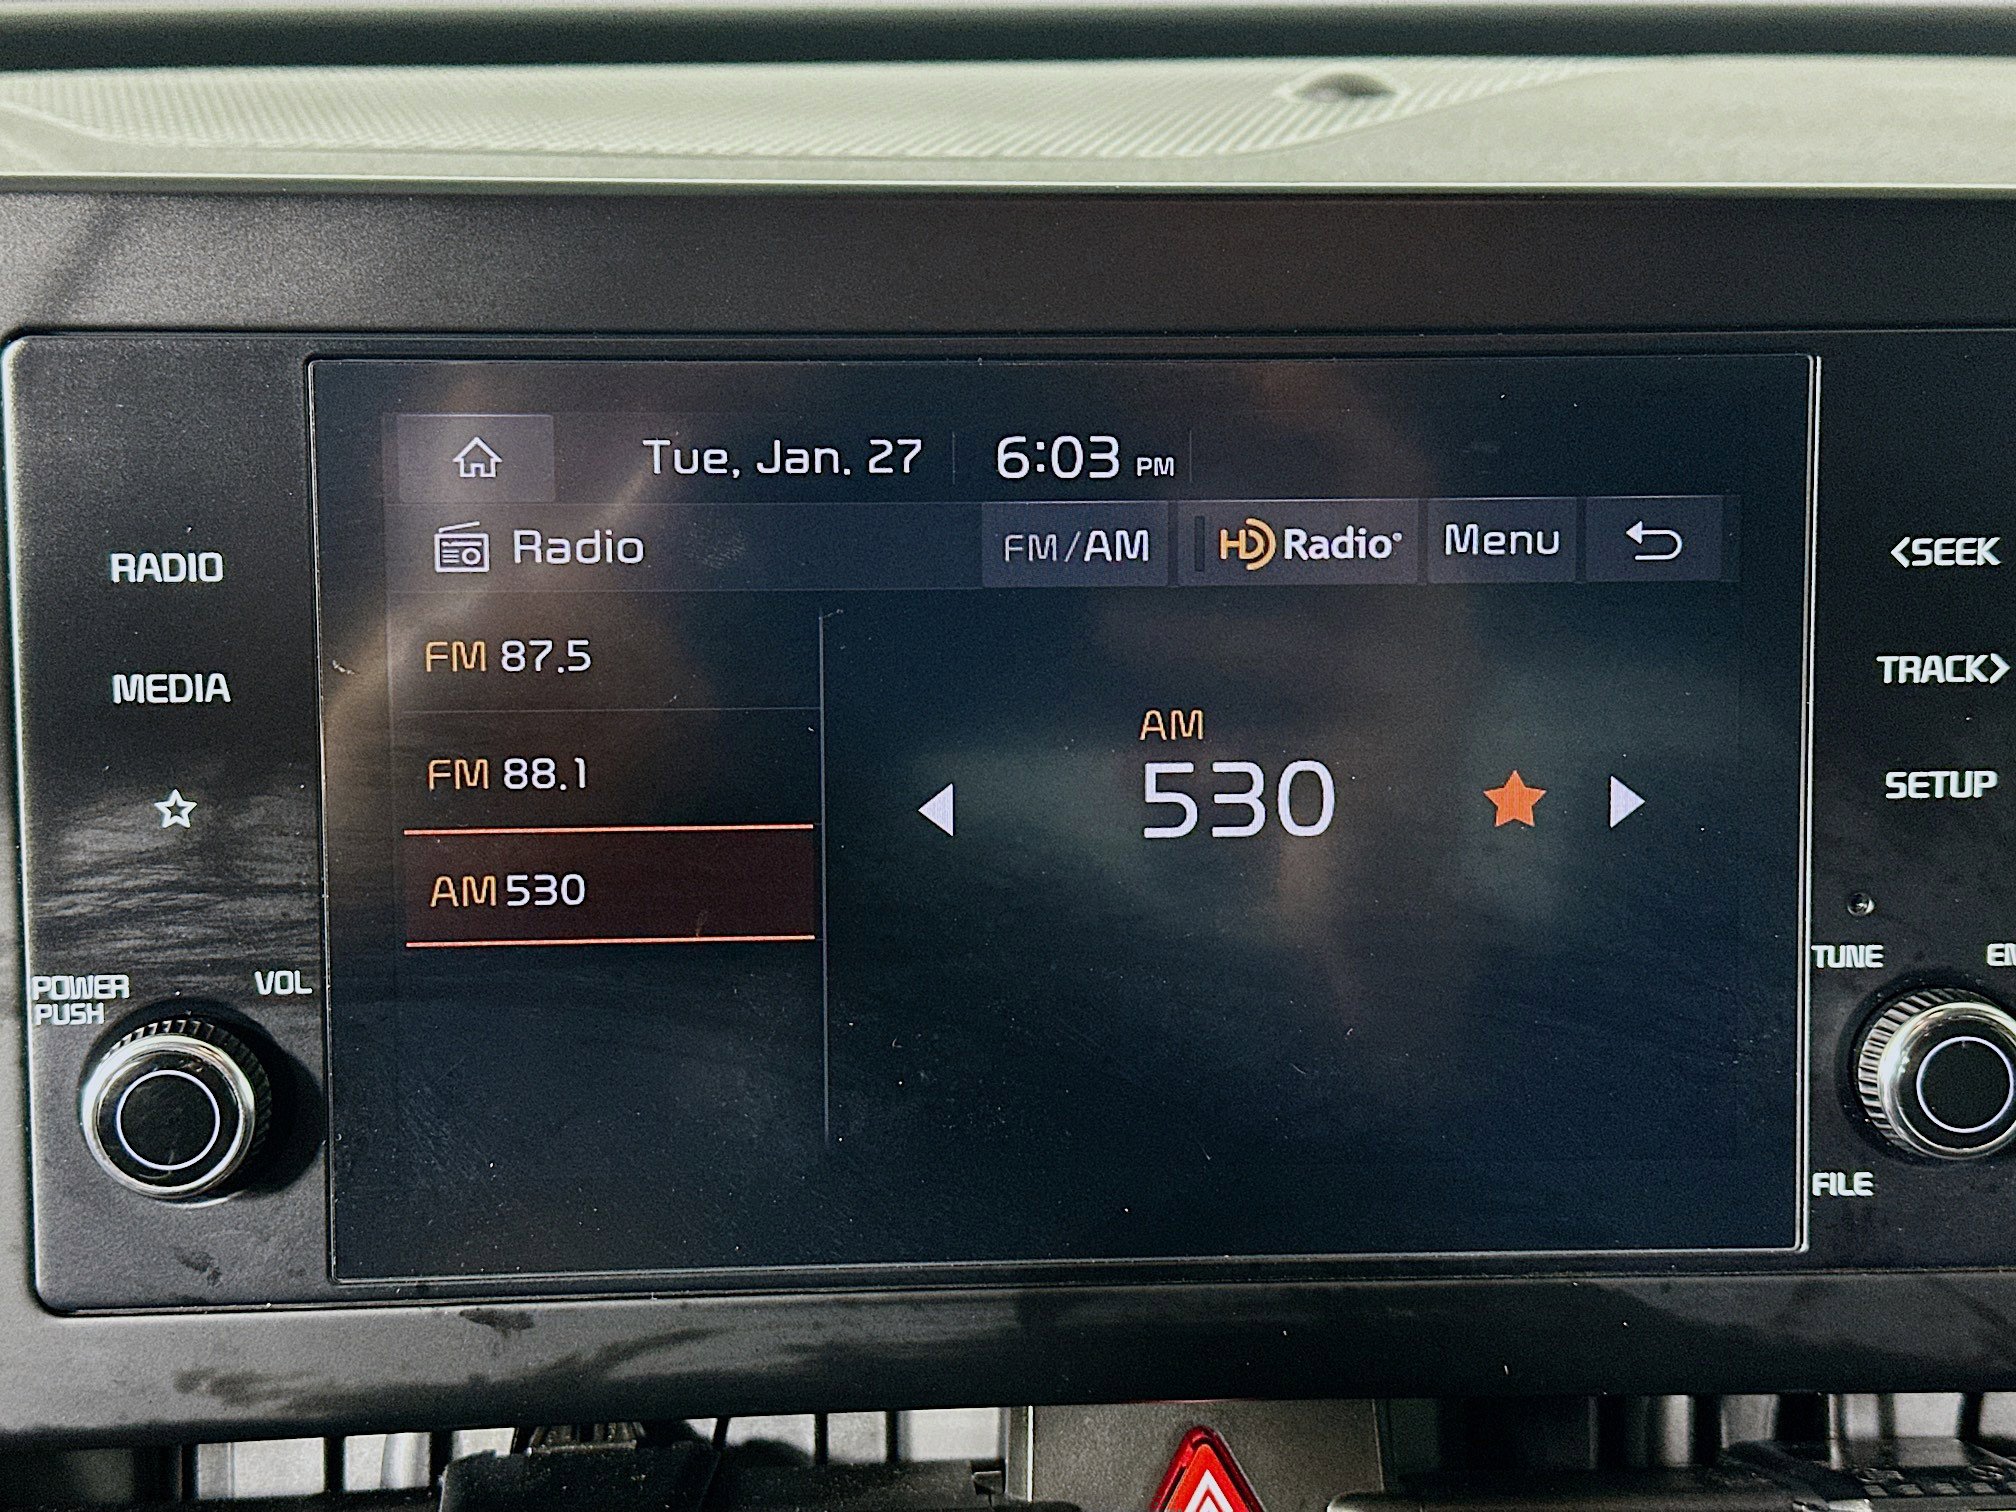 Tue, Jan. 27 6:03 PM
Radio FM/AM HD Radio Menu
FM 87.5
FM 88.1
AM 530
AM
530
RADIO
MEDIA
POWER
PUSH
VOL
<SEEK
TRACK>
SETUP
TUNE
FILE